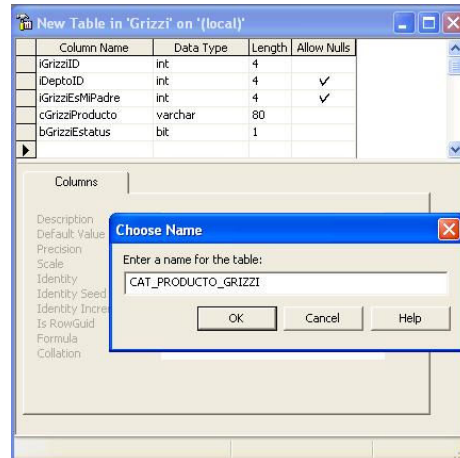 New Table in 'Grizzi' on '(local)'
Column Name Data Type Length Allow Nulls
iGrizziID int 4
iDeptoID int 4
iGrizziEsMiPadre int 4
cGrizziProducto varchar 80
bGrizziEstatus bit 1
Columns
Description
Default Value
Precision
Scale
Identity
Identity Seed
Identity Incre
Is RowGuid
Formula
Collation
Choose Name
Enter a name for the table:
CAT_PRODUCTO_GRIZZI
OK Cancel Help